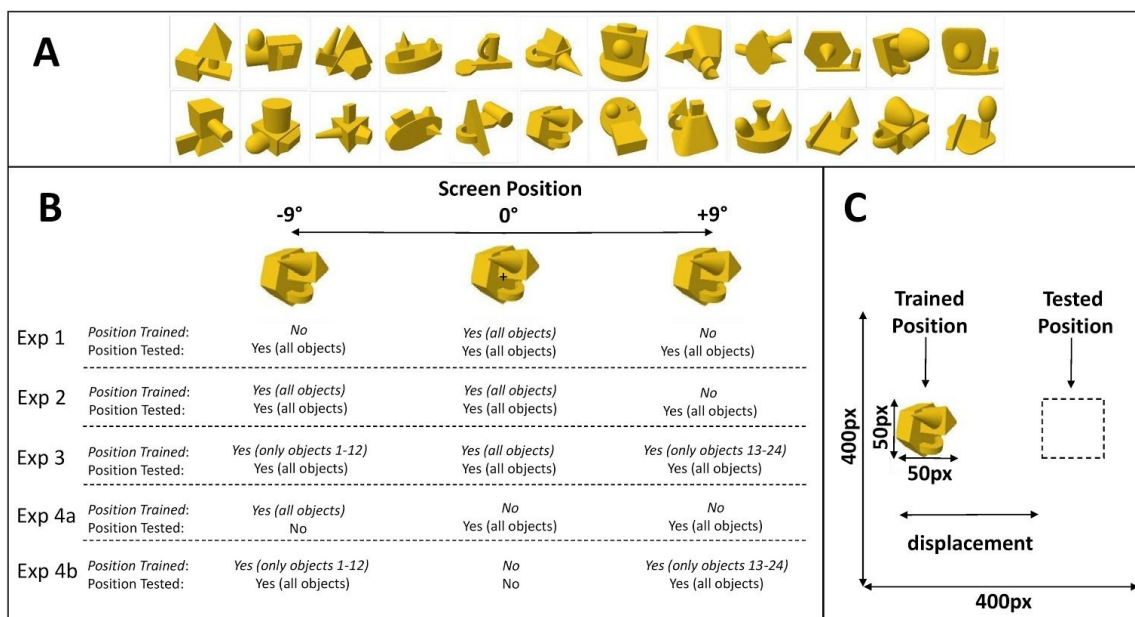 A
B
Screen Position
-9° 0° +9°
+
Exp 1
Position Trained: No Yes (all objects) No
Position Tested: Yes (all objects) Yes (all objects) Yes (all objects)
Exp 2
Position Trained: Yes (all objects) Yes (all objects) No
Position Tested: Yes (all objects) Yes (all objects) Yes (all objects)
Exp 3
Position Trained: Yes (only objects 1-12) Yes (all objects) Yes (only objects 13-24)
Position Tested: Yes (all objects) Yes (all objects) Yes (all objects)
Exp 4a
Position Trained: Yes (all objects) No No
Position Tested: No Yes (all objects) Yes (all objects)
Exp 4b
Position Trained: Yes (only objects 1-12) No Yes (only objects 13-24)
Position Tested: Yes (all objects) No Yes (all objects)
C
Trained Tested
Position Position
400px
50px
50px
displacement
400px